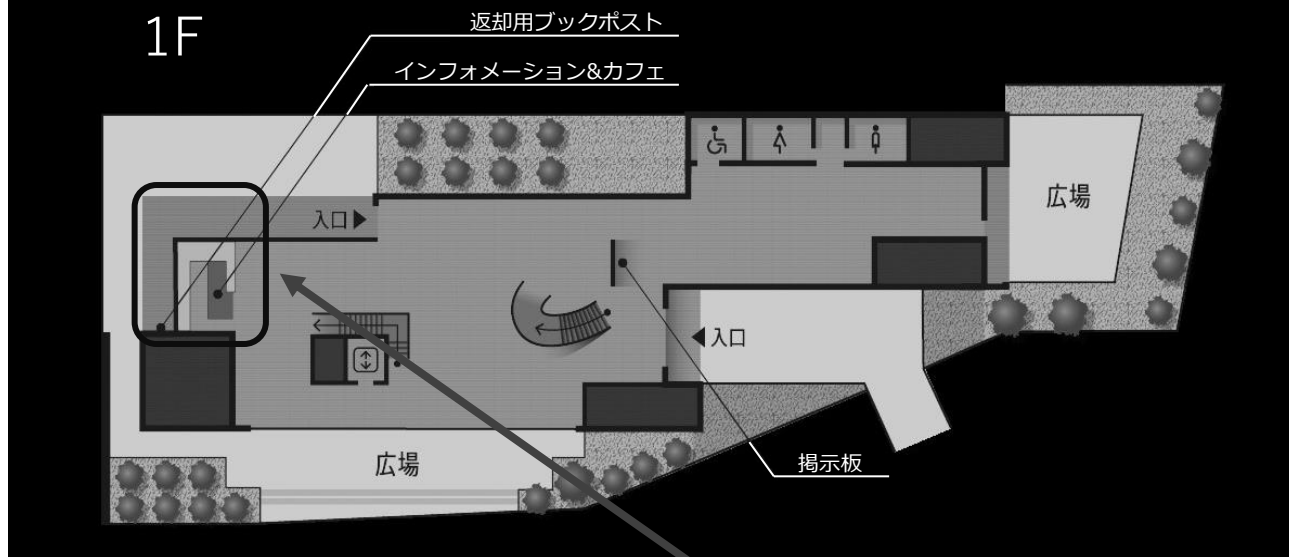 1F
返却用ブックポスト
インフォメーション&カフェ
入口
広場
入口
広場
掲示板